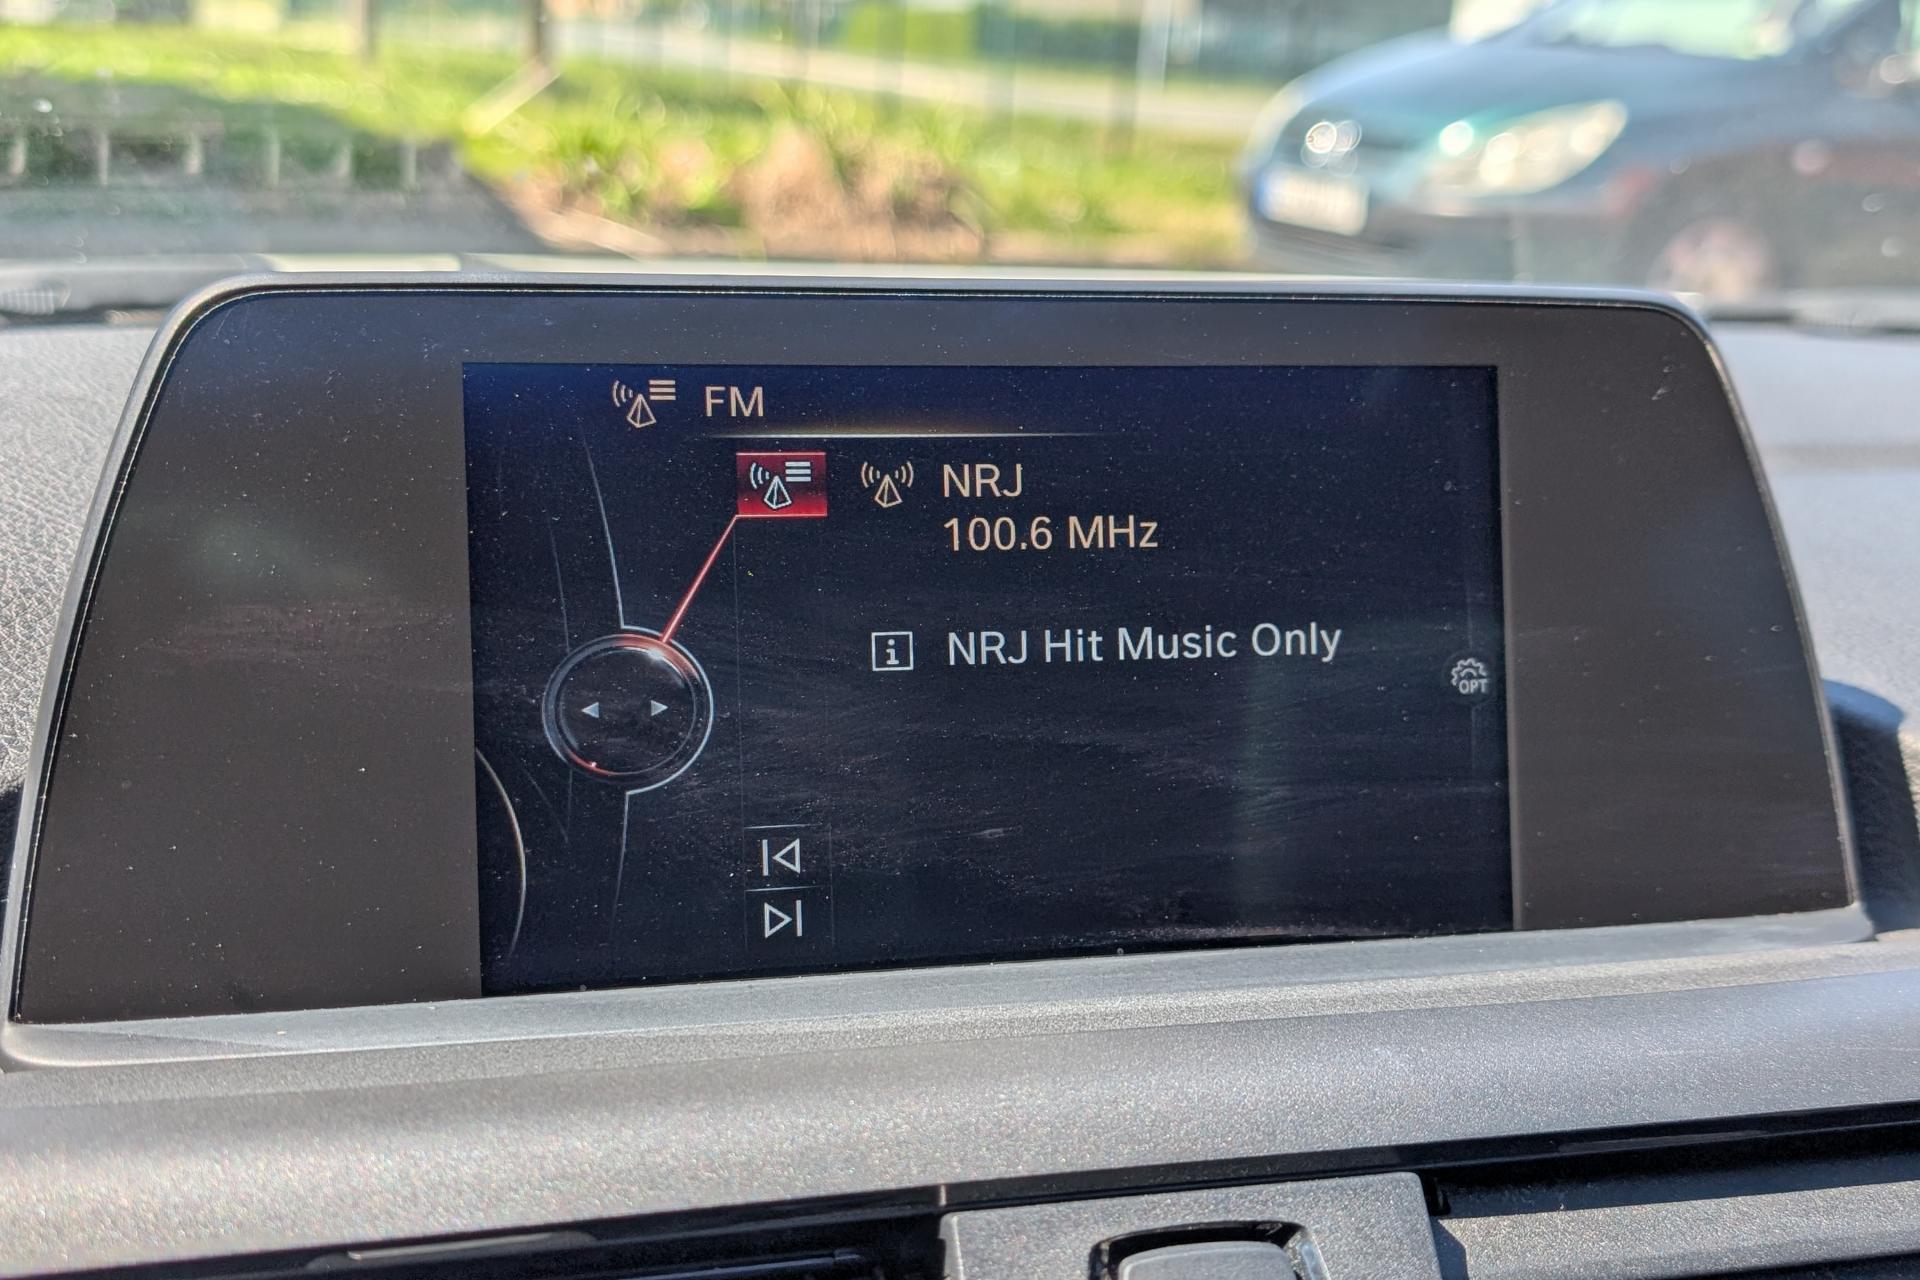 FM
NRJ
100.6 MHz
i NRJ Hit Music Only
OPT